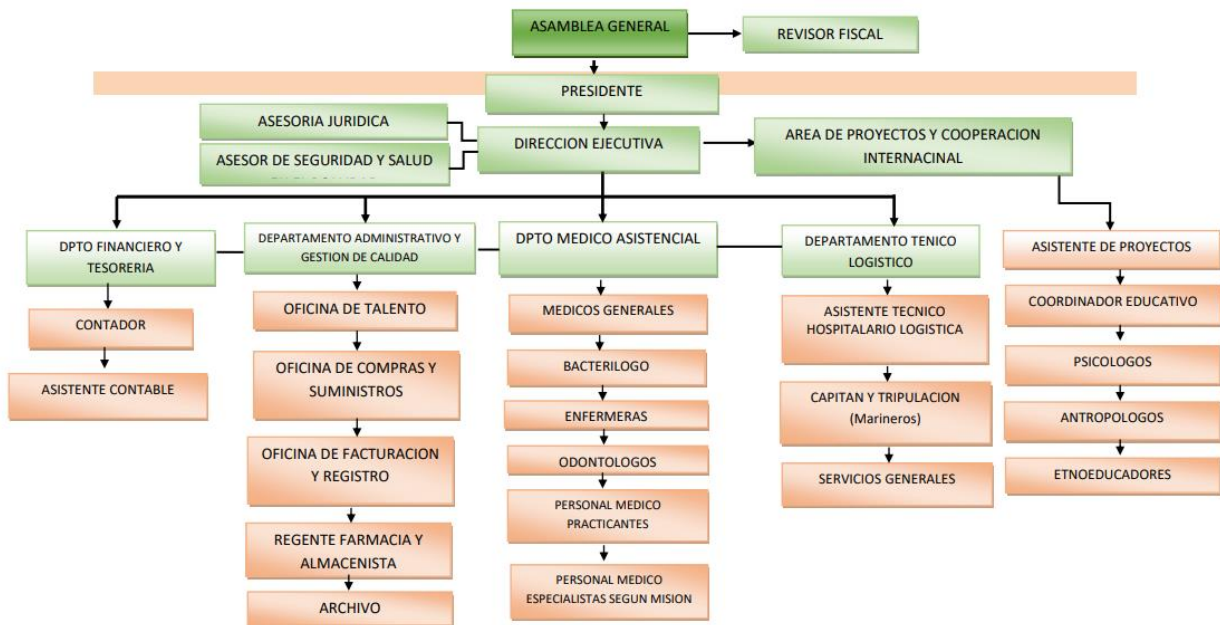 ASAMBLEA GENERAL
REVISOR FISCAL
PRESIDENTE
ASESORIA JURIDICA
DIRECCION EJECUTIVA
AREA DE PROYECTOS Y COOPERACION
INTERNACINAL
ASESOR DE SEGURIDAD Y SALUD
DPTO FINANCIERO Y
TESORERIA
CONTADOR
ASISTENTE CONTABLE
DEPARTAMENTO ADMINISTRATIVO Y
GESTION DE CALIDAD
OFICINA DE TALENTO
OFICINA DE COMPRAS Y
SUMINISTROS
OFICINA DE FACTURACION
Y REGISTRO
REGENTE FARMACIA Y
ALMACENISTA
ARCHIVO
DPTO MEDICO ASISTENCIAL
MEDICOS GENERALES
BACTERILOGO
ENFERMERAS
ODONTOLOGOS
PERSONAL MEDICO
PRACTICANTES
PERSONAL MEDICO
ESPECIALISTAS SEGUN MISION
DEPARTAMENTO TENICO
LOGISTICO
ASISTENTE TECNICO
HOSPITALARIO LOGISTICA
CAPITAN Y TRIPULACION
(Marineros)
SERVICIOS GENERALES
ASISTENTE DE PROYECTOS
COORDINADOR EDUCATIVO
PSICOLOGOS
ANTROPOLOGOS
ETNOEDUCADORES